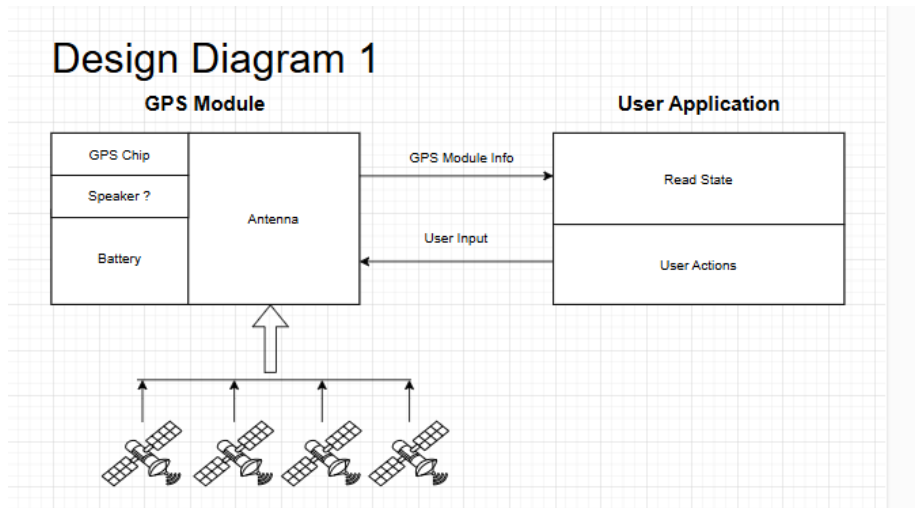 Design Diagram 1
GPS Module
User Application
GPS Chip
Speaker ?
Battery
Antenna
GPS Module Info
User Input
Read State
User Actions